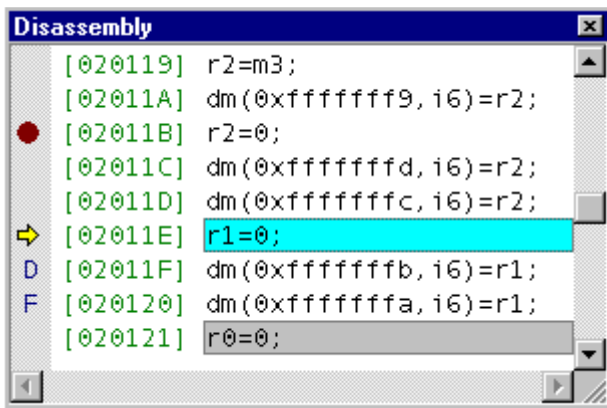 Disassembly
[020119] r2=m3;
[02011A] dm(0xfffffff9,i6)=r2;
[02011B] r2=0;
[02011C] dm(0xfffffffd,i6)=r2;
[02011D] dm(0xfffffffc,i6)=r2;
[02011E] r1=0;
D [02011F] dm(0xfffffffb,i6)=r1;
F [020120] dm(0xfffffffa,i6)=r1;
[020121] r0=0;